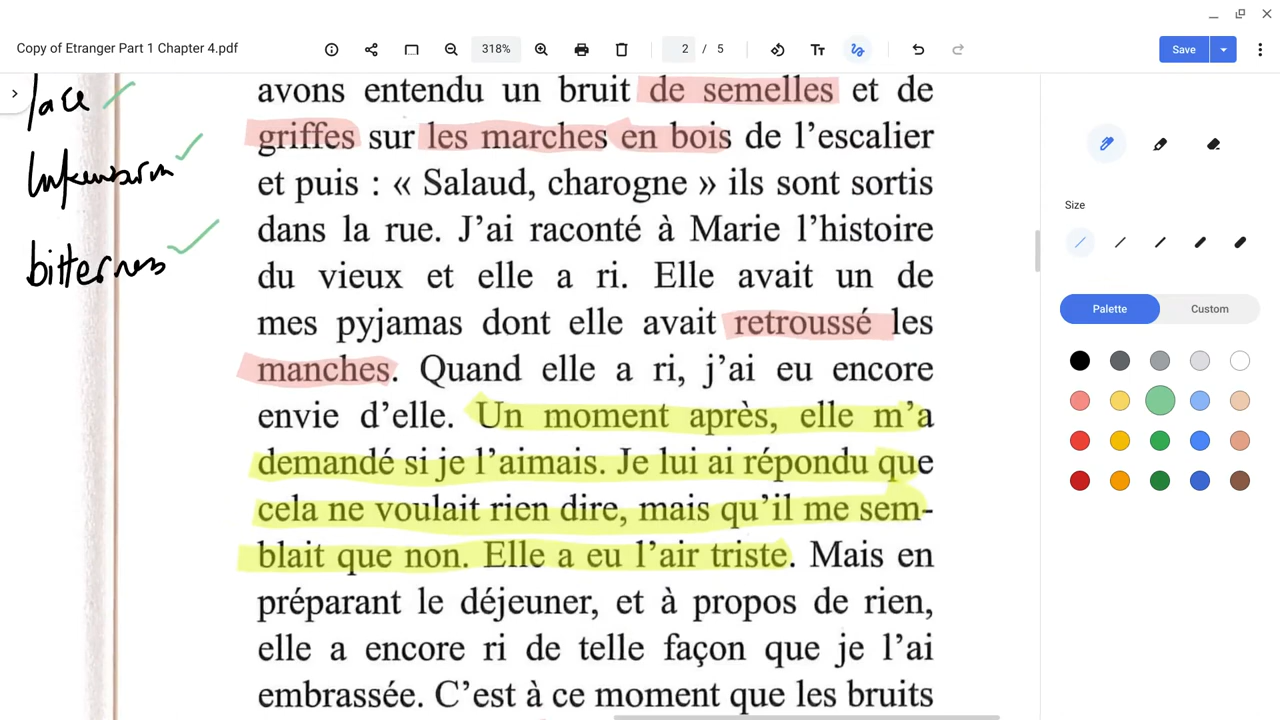 Copy of Etranger Part 1 Chapter 4.pdf
318%
2 / 5
Save
lace
lukewarm
bitterness
avons entendu un bruit de semelles et de
griffes sur les marches en bois de l’escalier
et puis : « Salaud, charogne » ils sont sortis
dans la rue. J’ai raconté à Marie l’histoire
du vieux et elle a ri. Elle avait un de
mes pyjamas dont elle avait retroussé les
manches. Quand elle a ri, j’ai eu encore
envie d’elle. Un moment après, elle m’a
demandé si je l’aimais. Je lui ai répondu que
cela ne voulait rien dire, mais qu’il me sem-
blait que non. Elle a eu l’air triste. Mais en
préparant le déjeuner, et à propos de rien,
elle a encore ri de telle façon que je l’ai
embrassée. C’est à ce moment que les bruits
Size
Palette
Custom